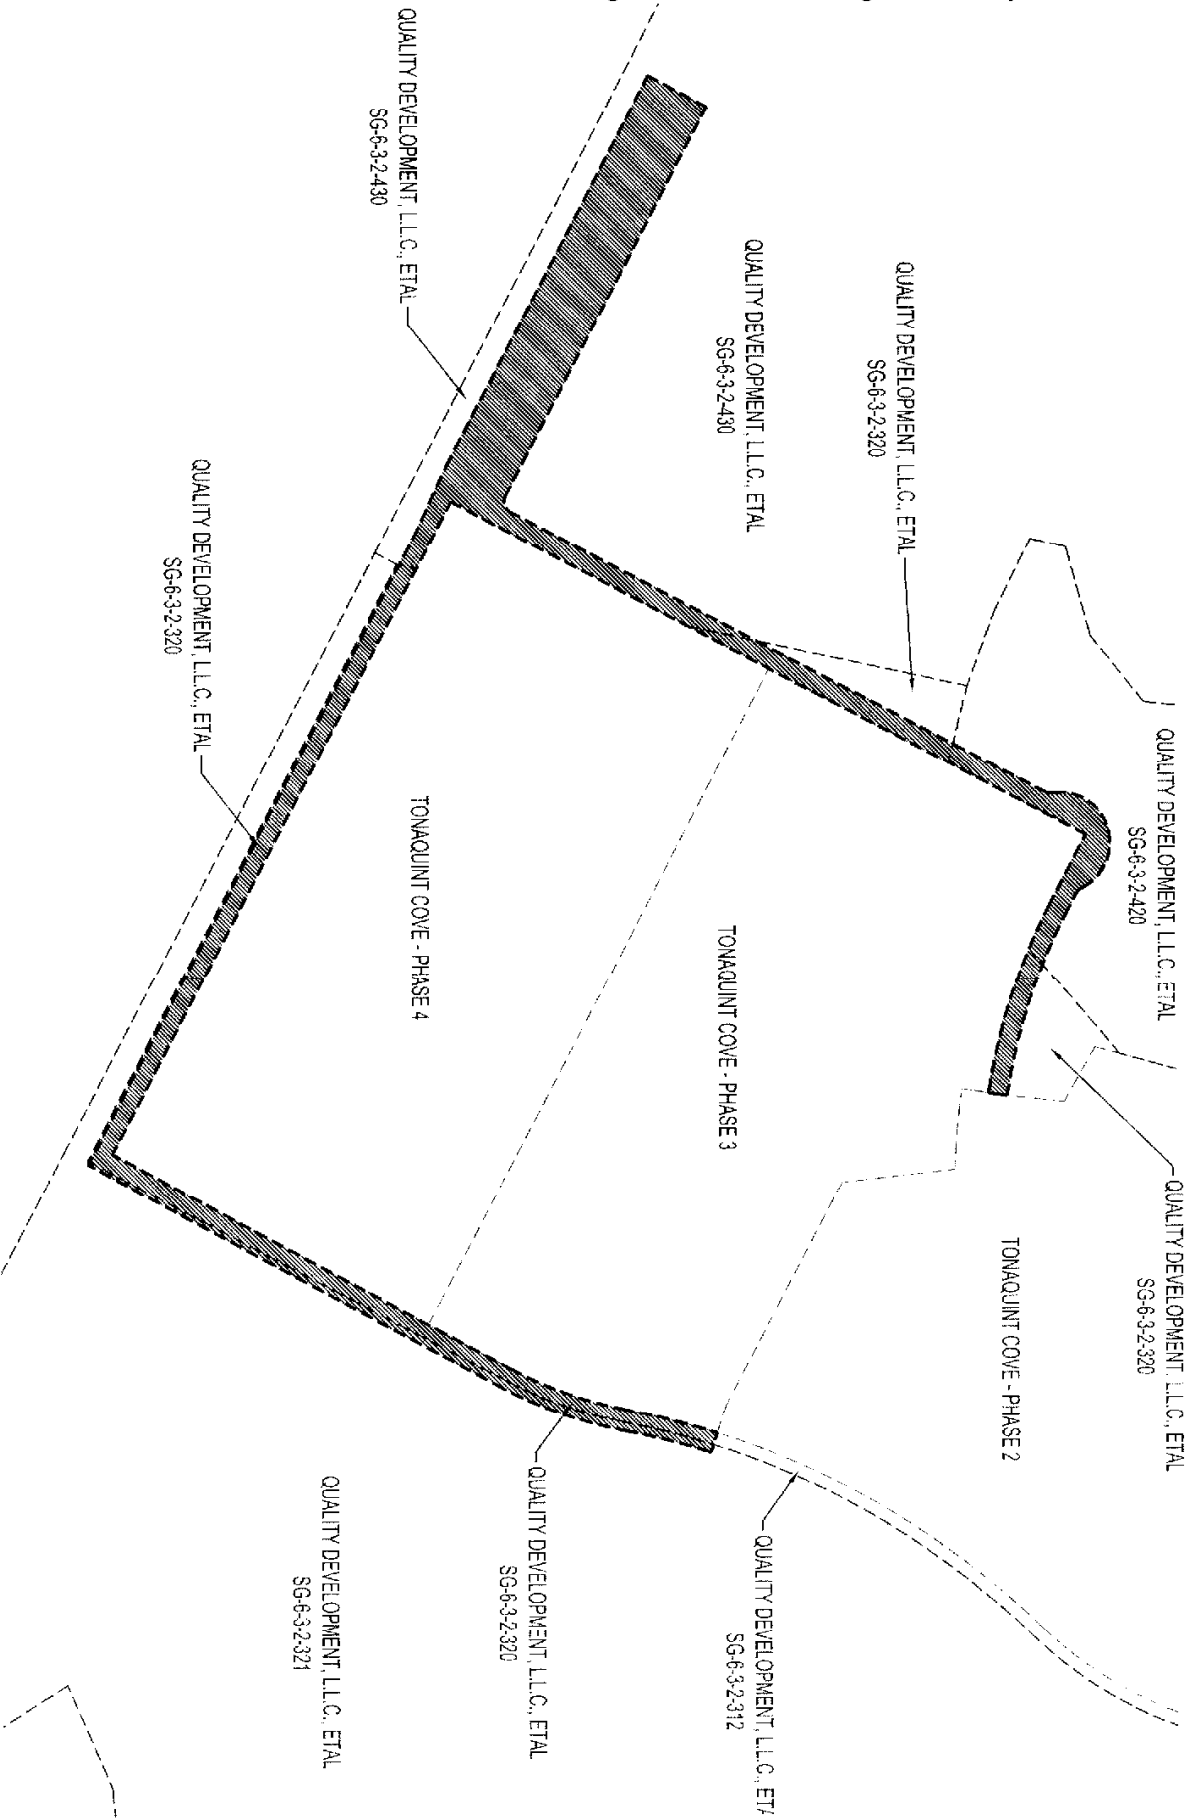 QUALITY DEVELOPMENT, L.L.C., ETAL
SG-6-3-2-430
QUALITY DEVELOPMENT, L.L.C., ETAL
SG-6-3-2-430
QUALITY DEVELOPMENT, L.L.C., ETAL
SG-6-3-2-320
QUALITY DEVELOPMENT, L.L.C., ETAL
SG-6-3-2-420
QUALITY DEVELOPMENT, L.L.C., ETAL
SG-6-3-2-320
QUALITY DEVELOPMENT, L.L.C., ETAL
SG-6-3-2-320
TONAQUINT COVE - PHASE 4
TONAQUINT COVE - PHASE 3
TONAQUINT COVE - PHASE 2
QUALITY DEVELOPMENT, L.L.C., ETA
SG-6-3-2-312
QUALITY DEVELOPMENT, L.L.C., ETAL
SG-6-3-2-320
QUALITY DEVELOPMENT, L.L.C., ETAL
SG-6-3-2-321